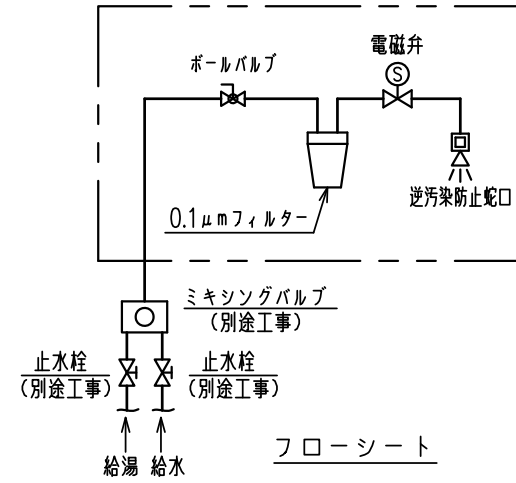 電磁弁
ボールバルブ
S
逆汚染防止蛇口
0.1μmフィルター
ミキシングバルブ
(別途工事)
止水栓
(別途工事)
止水栓
(別途工事)
フローシート
給湯
給水